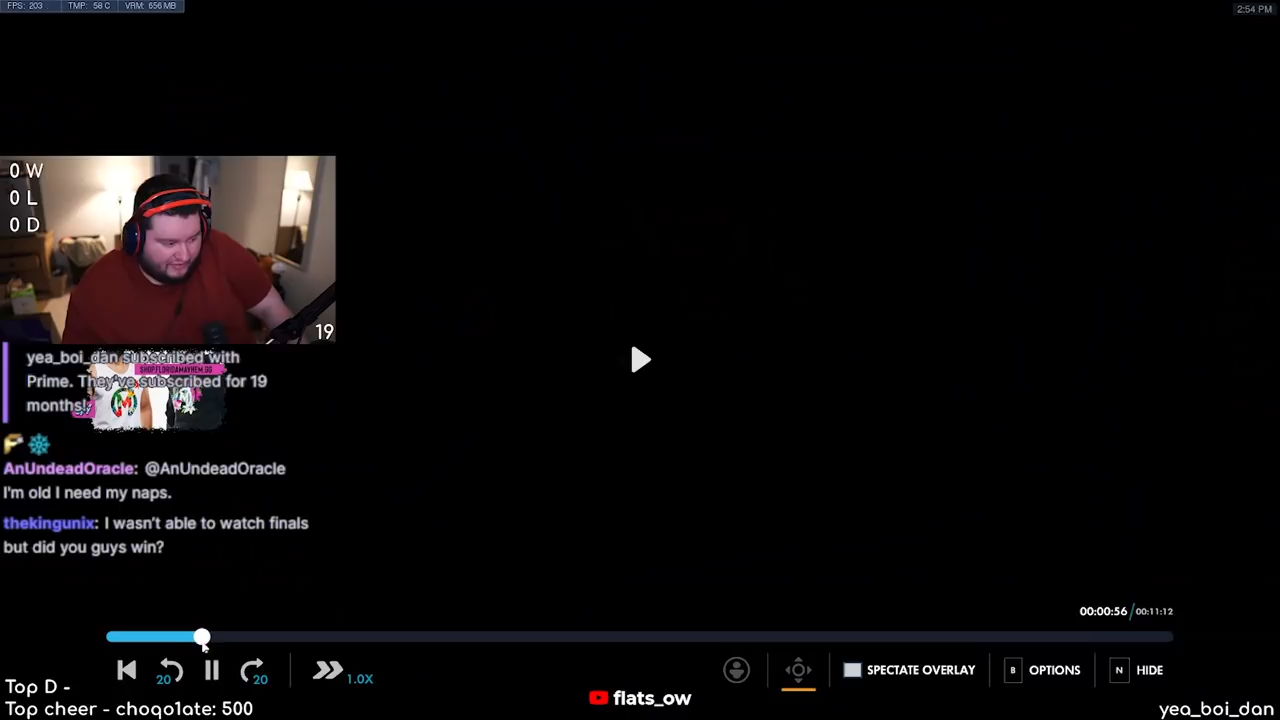 FPS: 203 TMP: 58 C VRM: 656 MB
2:54 PM
0 W
0 L
0 D
19
yea_boi_dan subscribed with
SHOP.FLORIDAMAYHEM.GG
Prime. They've subscribed for 19
months!
AnUndeadOracle: @AnUndeadOracle
I'm old I need my naps.
thekingunix: I wasn't able to watch finals
but did you guys win?
00:00:56 / 00:11:12
20 20 1.0X SPECTATE OVERLAY B OPTIONS N HIDE
Top D -
Top cheer - choqo1ate: 500
flats_ow
yea_boi_dan